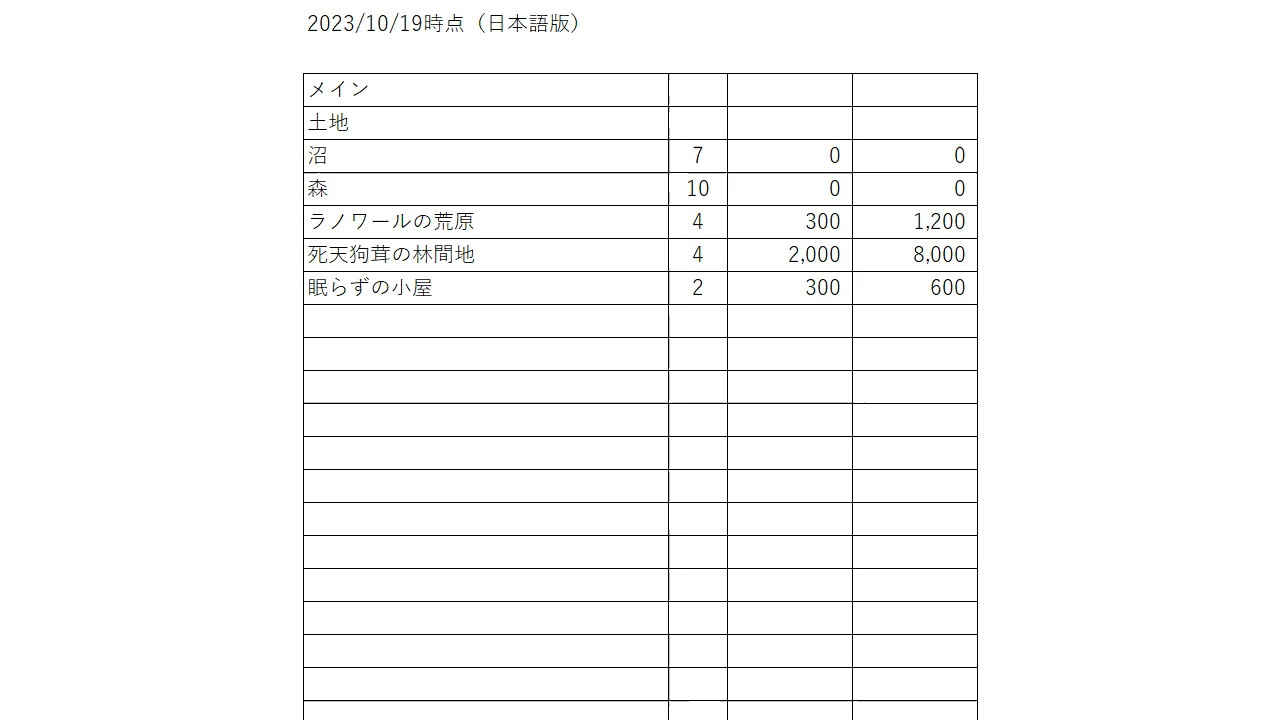 2023/10/19時点（日本語版）
メイン
土地
沼 7 0 0
森 10 0 0
ラノワールの荒原 4 300 1,200
死天狗茸の林間地 4 2,000 8,000
眠らずの小屋 2 300 600